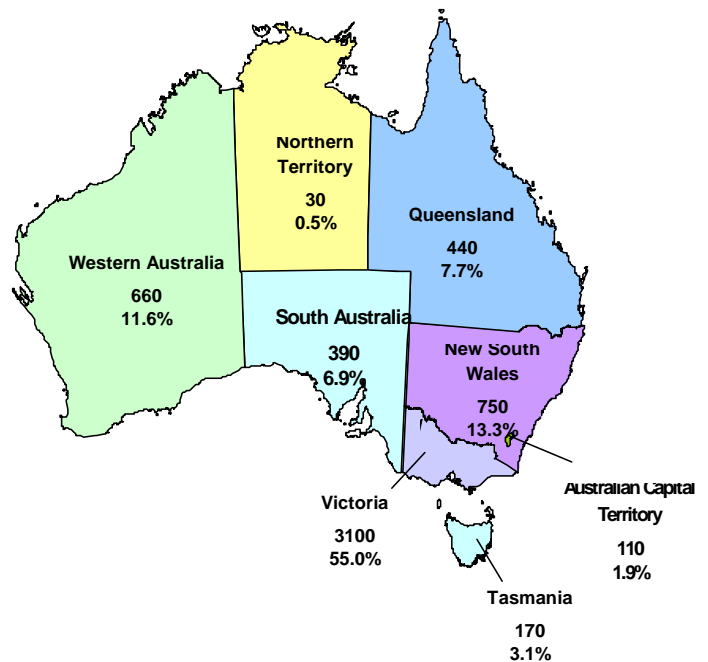 Northern
Territory
30
0.5%
Queensland
440
7.7%
Western Australia
660
11.6%
South Australia
390
6.9%
New South
Wales
750
13.3%
Victoria
3100
55.0%
Australian Capital
Territory
110
1.9%
Tasmania
170
3.1%